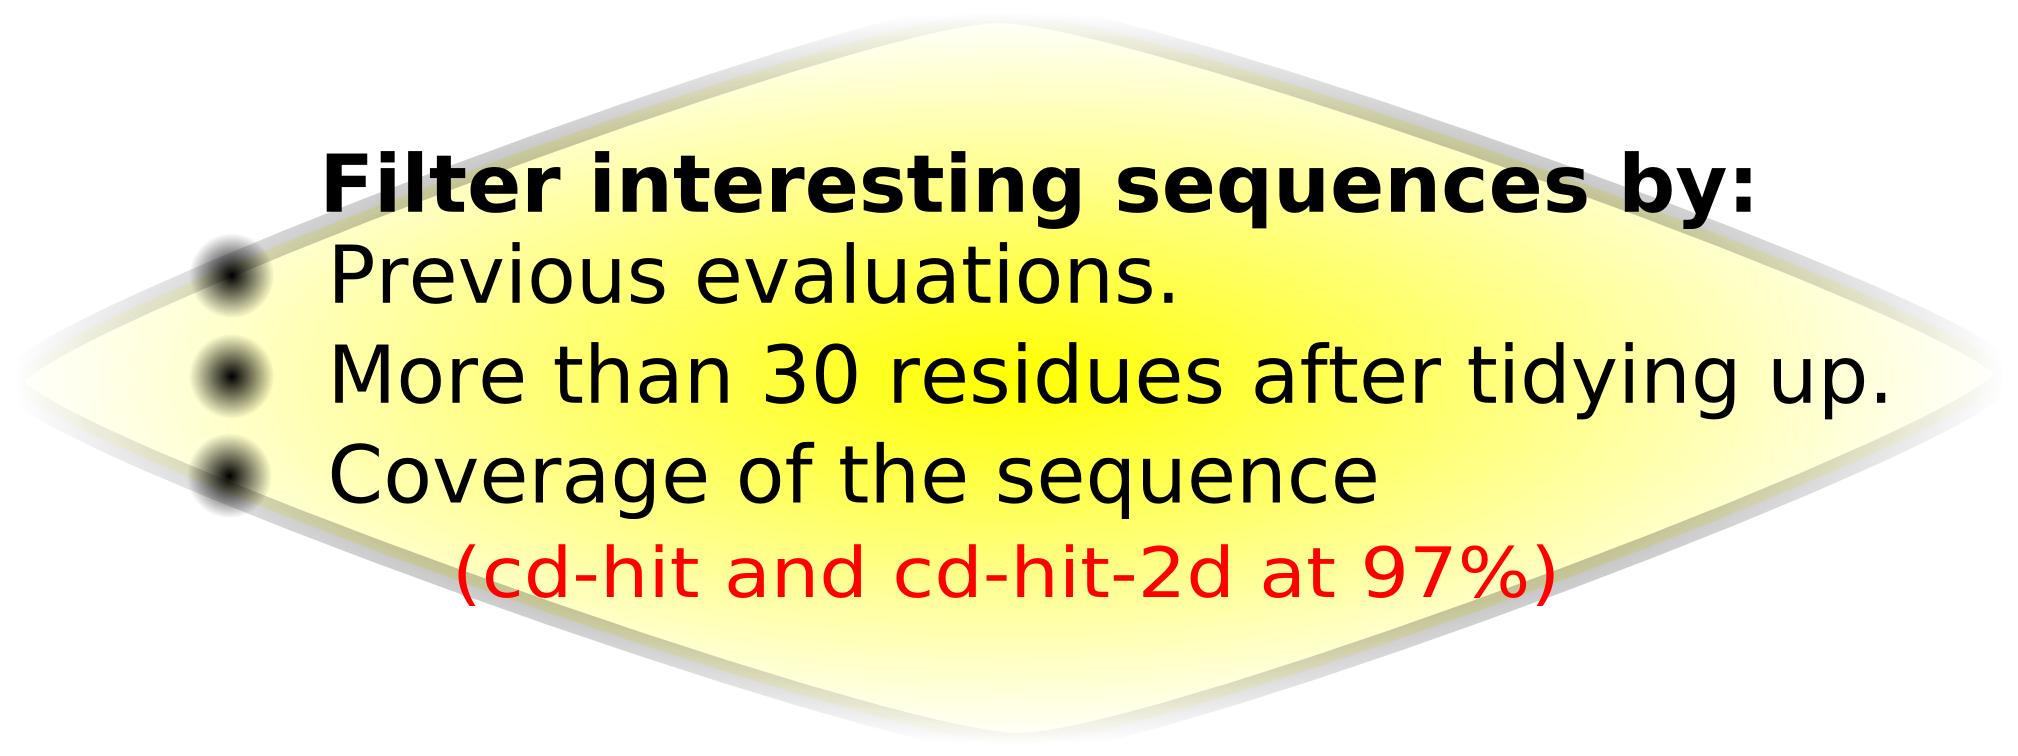 Filter interesting sequences by:
Previous evaluations.
More than 30 residues after tidying up.
Coverage of the sequence
(cd-hit and cd-hit-2d at 97%)